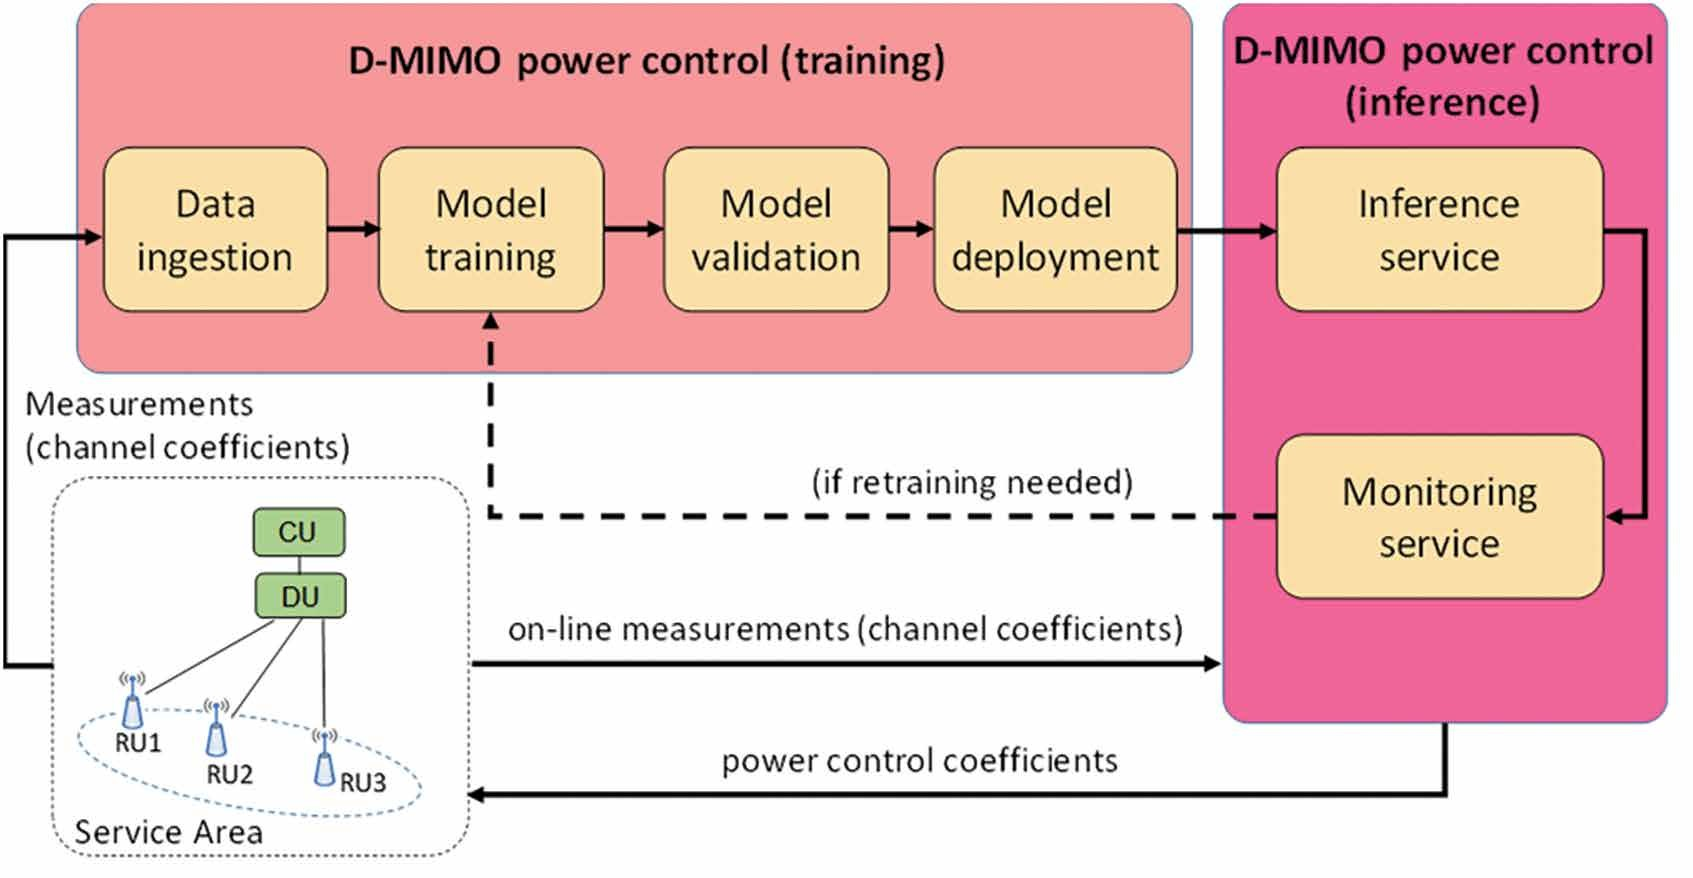 D-MIMO power control (training)
D-MIMO power control
(inference)
Data
ingestion
Model
training
Model
validation
Model
deployment
Inference
service
Measurements
(channel coefficients)
(if retraining needed)
Monitoring
service
CU
DU
on-line measurements (channel coefficients)
RU1
RU2
RU3
power control coefficients
Service Area